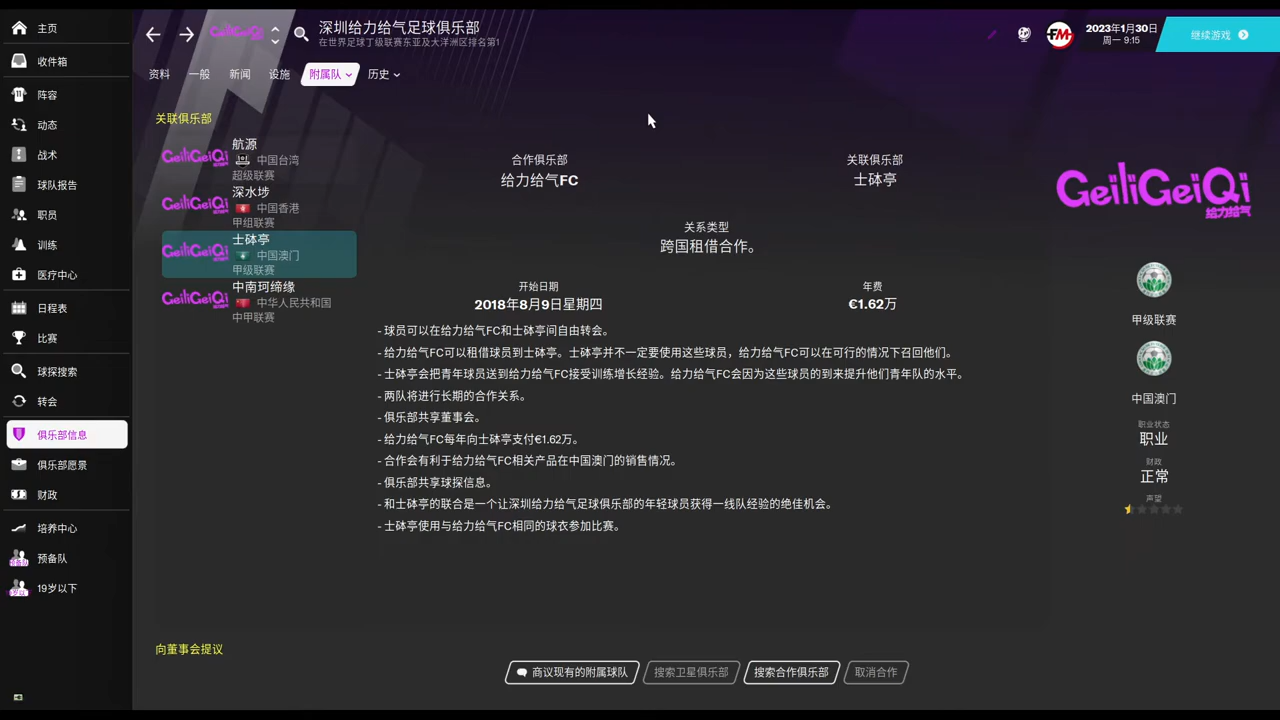 主页
收件箱
阵容
动态
战术
球队报告
职员
训练
医疗中心
日程表
比赛
球探搜索
转会
俱乐部信息
俱乐部愿景
财政
培养中心
预备队
19岁以下
GeiliGeiQi
深圳给力给气足球俱乐部
在世界足球丁级联赛东亚及大洋洲区排名第1
FM
2023年1月30日
周一 9:15
继续游戏
资料
一般
新闻
设施
附属队
历史
关联俱乐部
GeiliGeiQi
航源
中国台湾
超级联赛
GeiliGeiQi
深水埗
中国香港
甲组联赛
GeiliGeiQi
士砵亭
中国澳门
甲级联赛
GeiliGeiQi
中南珂缔缘
中华人民共和国
中甲联赛
合作俱乐部
给力给气FC
关联俱乐部
士砵亭
关系类型
跨国租借合作。
开始日期
2018年8月9日星期四
年费
€1.62万
- 球员可以在给力给气FC和士砵亭间自由转会。
- 给力给气FC可以租借球员到士砵亭。士砵亭并不一定要使用这些球员，给力给气FC可以在可行的情况下召回他们。
- 士砵亭会把青年球员送到给力给气FC接受训练增长经验。给力给气FC会因为这些球员的到来提升他们青年队的水平。
- 两队将进行长期的合作关系。
- 俱乐部共享董事会。
- 给力给气FC每年向士砵亭支付€1.62万。
- 合作会有利于给力给气FC相关产品在中国澳门的销售情况。
- 俱乐部共享球探信息。
- 和士砵亭的联合是一个让深圳给力给气足球俱乐部的年轻球员获得一线队经验的绝佳机会。
- 士砵亭使用与给力给气FC相同的球衣参加比赛。
GeiliGeiQi
给力给气
甲级联赛
中国澳门
职业状态
职业
财政
正常
声望
向董事会提议
商议现有的附属球队
搜索卫星俱乐部
搜索合作俱乐部
取消合作